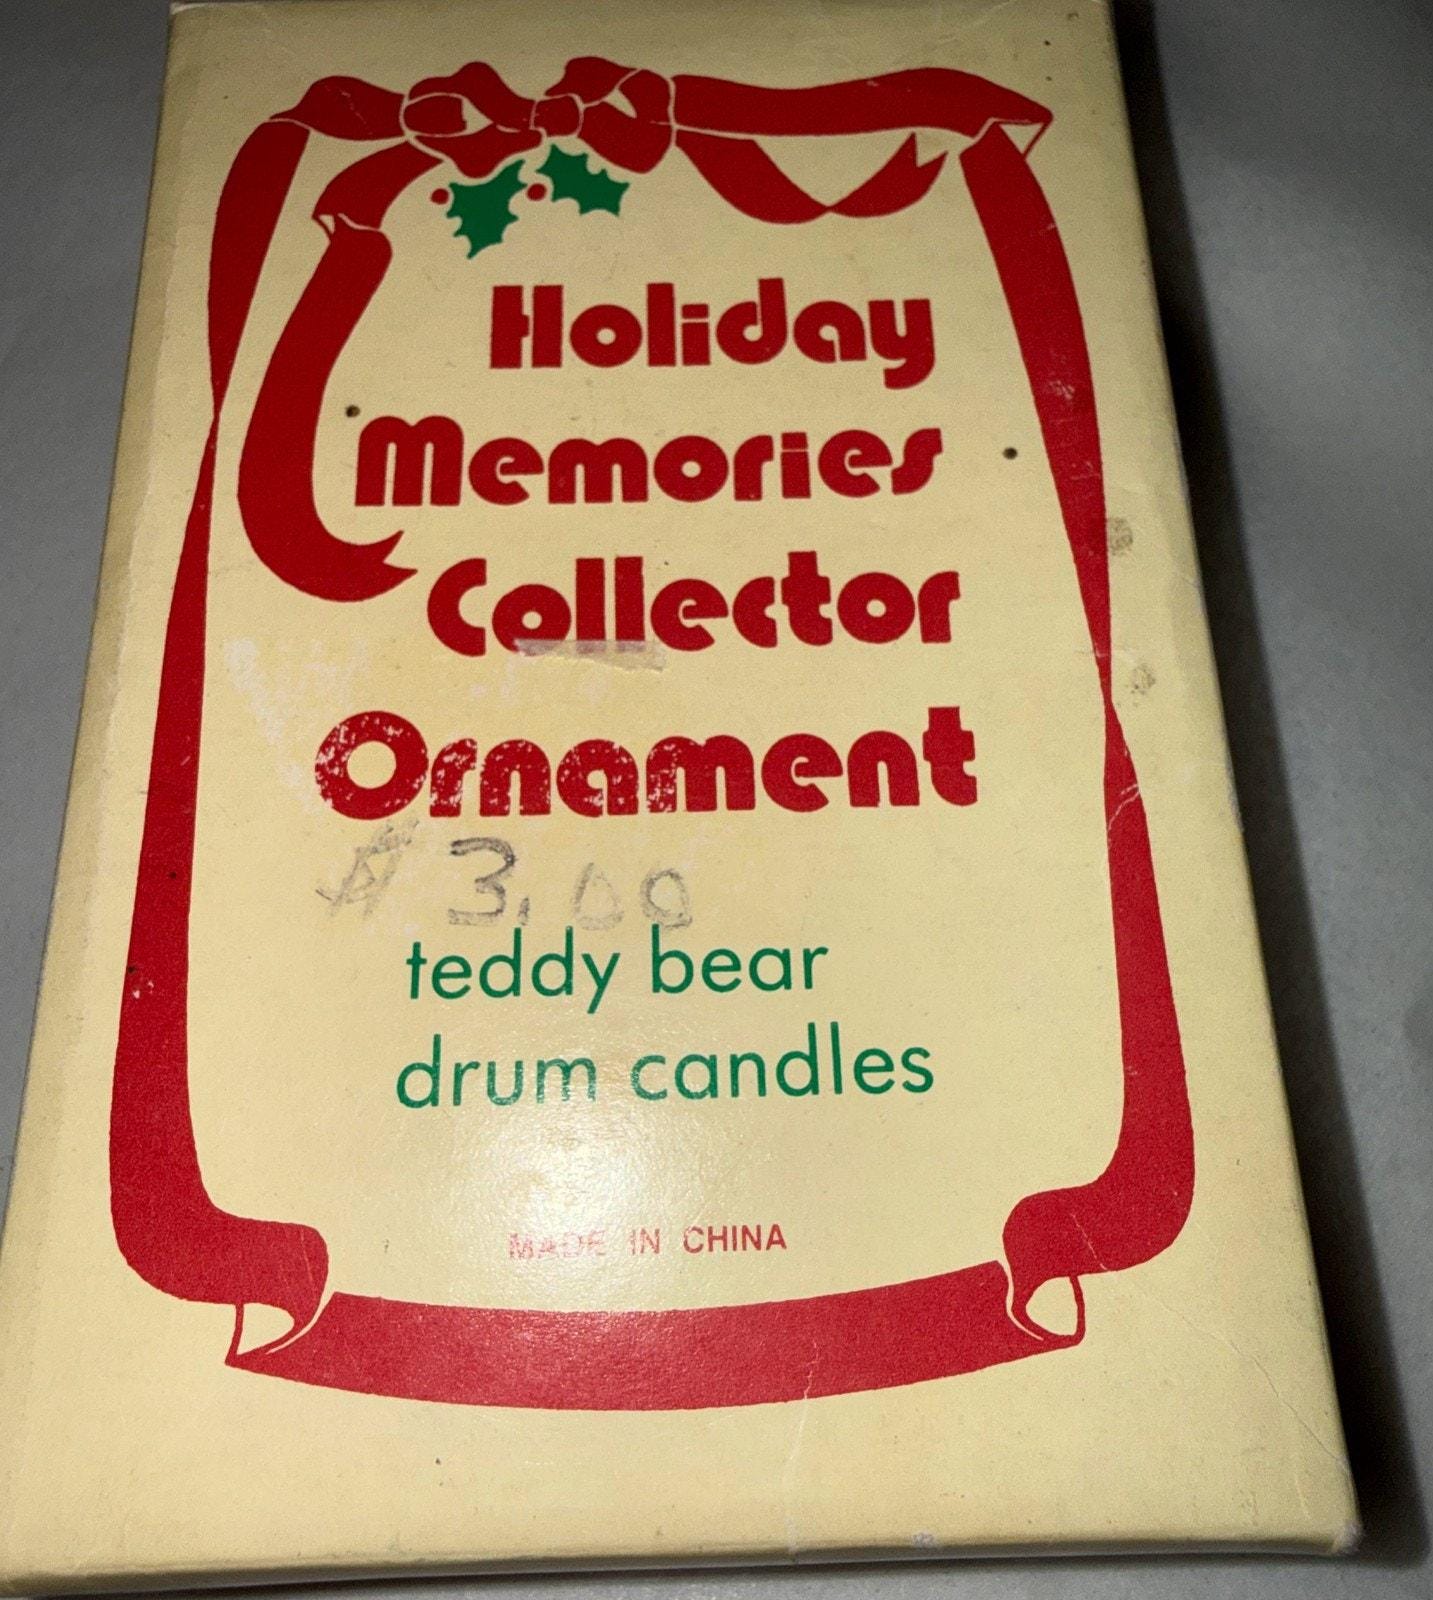 Holiday
Memories
Collector
Ornament
$3.00
teddy bear
drum candles
MADE IN CHINA